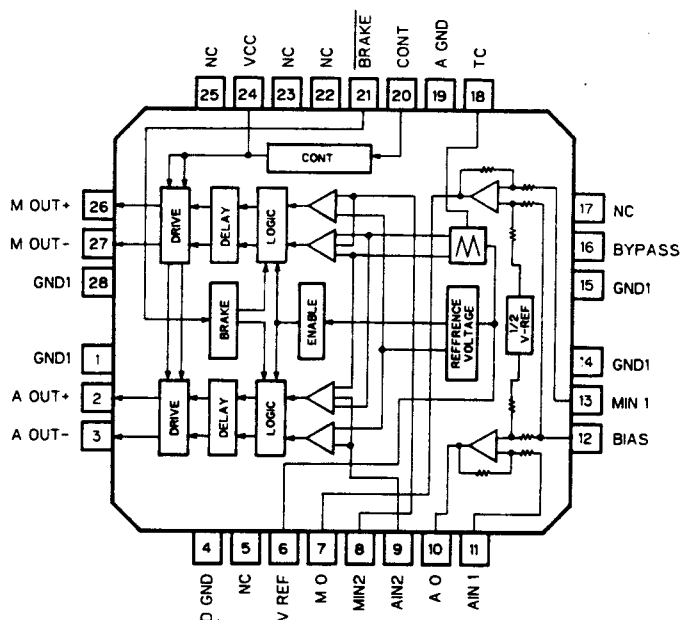 NC
VCC
NC
NC
BRAKE
CONT
A GND
TC
25
24
23
22
21
20
19
18
CONT
M OUT+ 26
M OUT- 27
GND1 28
GND1 1
A OUT+ 2
A OUT- 3
17 NC
16 BYPASS
15 GND1
14 GND1
13 MIN 1
12 BIAS
DRIVE
DELAY
LOGIC
BRAKE
ENABLE
REFFRENCE
VOLTAGE
1/2
V-REF
DRIVE
DELAY
LOGIC
4
5
6
7
8
9
10
11
D GND
NC
V REF
M O
MIN2
AIN2
A O
AIN 1